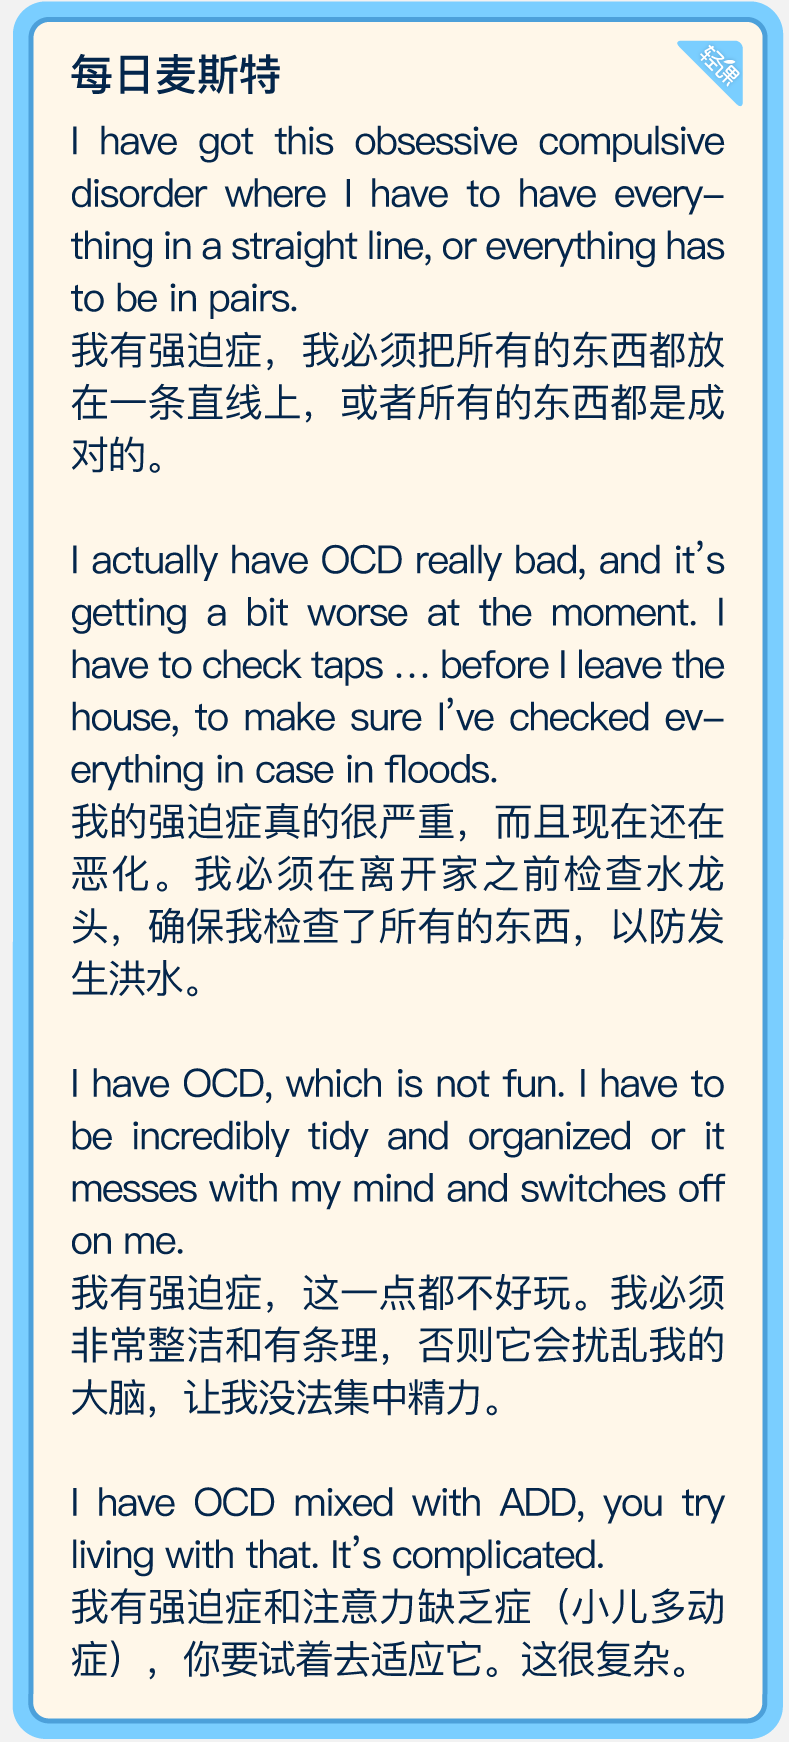 每日麦斯特
轻课
I have got this obsessive compulsive
disorder where I have to have every–
thing in a straight line, or everything has
to be in pairs.
我有强迫症，我必须把所有的东西都放
在一条直线上，或者所有的东西都是成
对的。
I actually have OCD really bad, and it’s
getting a bit worse at the moment. I
have to check taps … before I leave the
house, to make sure I’ve checked ev–
erything in case in floods.
我的强迫症真的很严重，而且现在还在
恶化。我必须在离开家之前检查水龙
头，确保我检查了所有的东西，以防发
生洪水。
I have OCD, which is not fun. I have to
be incredibly tidy and organized or it
messes with my mind and switches off
on me.
我有强迫症，这一点都不好玩。我必须
非常整洁和有条理，否则它会扰乱我的
大脑，让我没法集中精力。
I have OCD mixed with ADD, you try
living with that. It’s complicated.
我有强迫症和注意力缺乏症（小儿多动
症），你要试着去适应它。这很复杂。